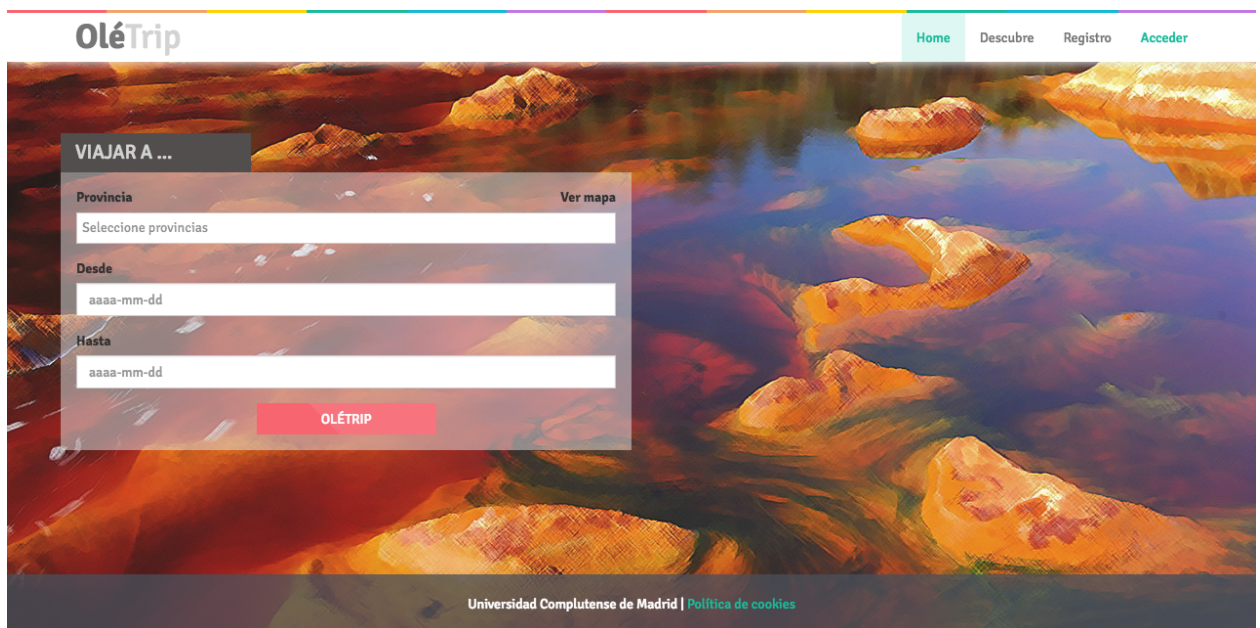 OléTrip
Home Descubre Registro Acceder
VIAJAR A ...
Provincia Ver mapa
Seleccione provincias
Desde
aaaa-mm-dd
Hasta
aaaa-mm-dd
OLÉTRIP
Universidad Complutense de Madrid | Política de cookies